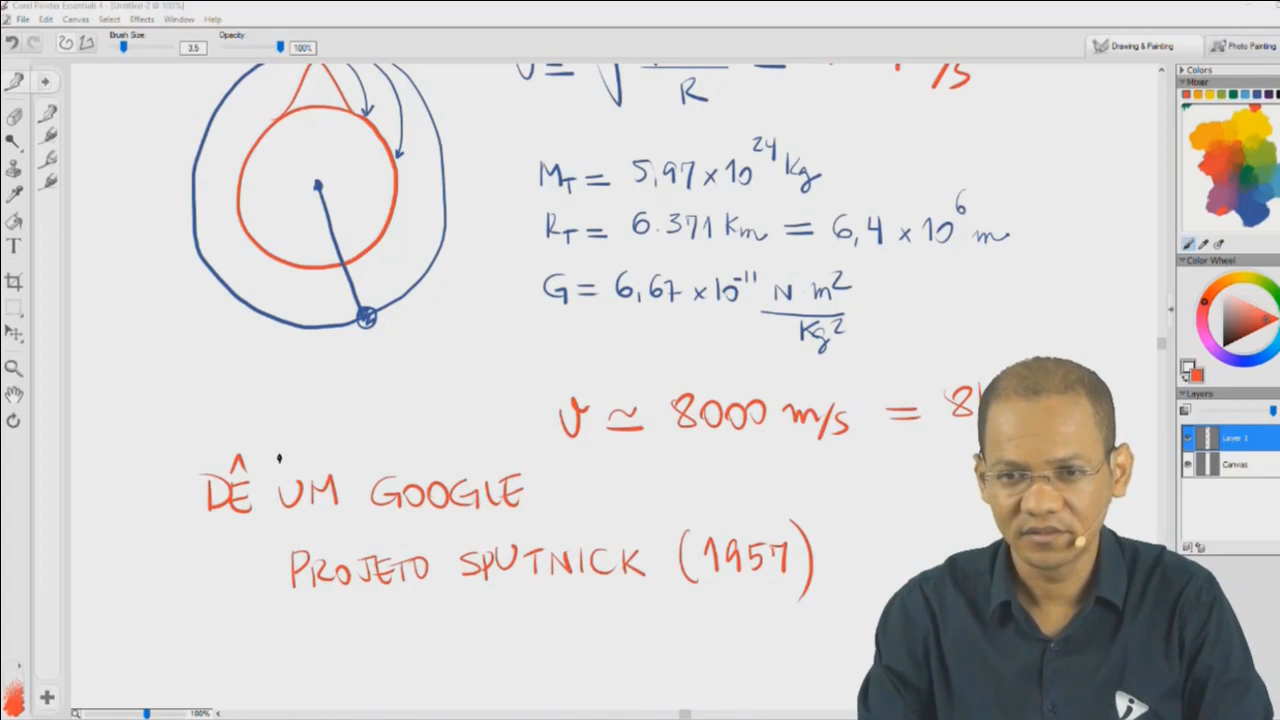 Corel Painter Essentials 4 - [Untitled-2 @ 100%]
File Edit Canvas Select Effects Window Help
Brush Size: 3.5 Opacity: 100% Drawing & Painting Photo Painting
R /s
M_T = 5,97 × 10^24 Kg
R_T = 6.371 Km = 6,4 × 10^6 m
G = 6,67 × 10^-11 N·m^2
Kg^2
v ≃ 8000 m/s = 8
DÊ UM GOOGLE
PROJETO SPUTNICK (1957)
Colors
Mixer
Color Wheel
Layers
Layer 1
Canvas
100%